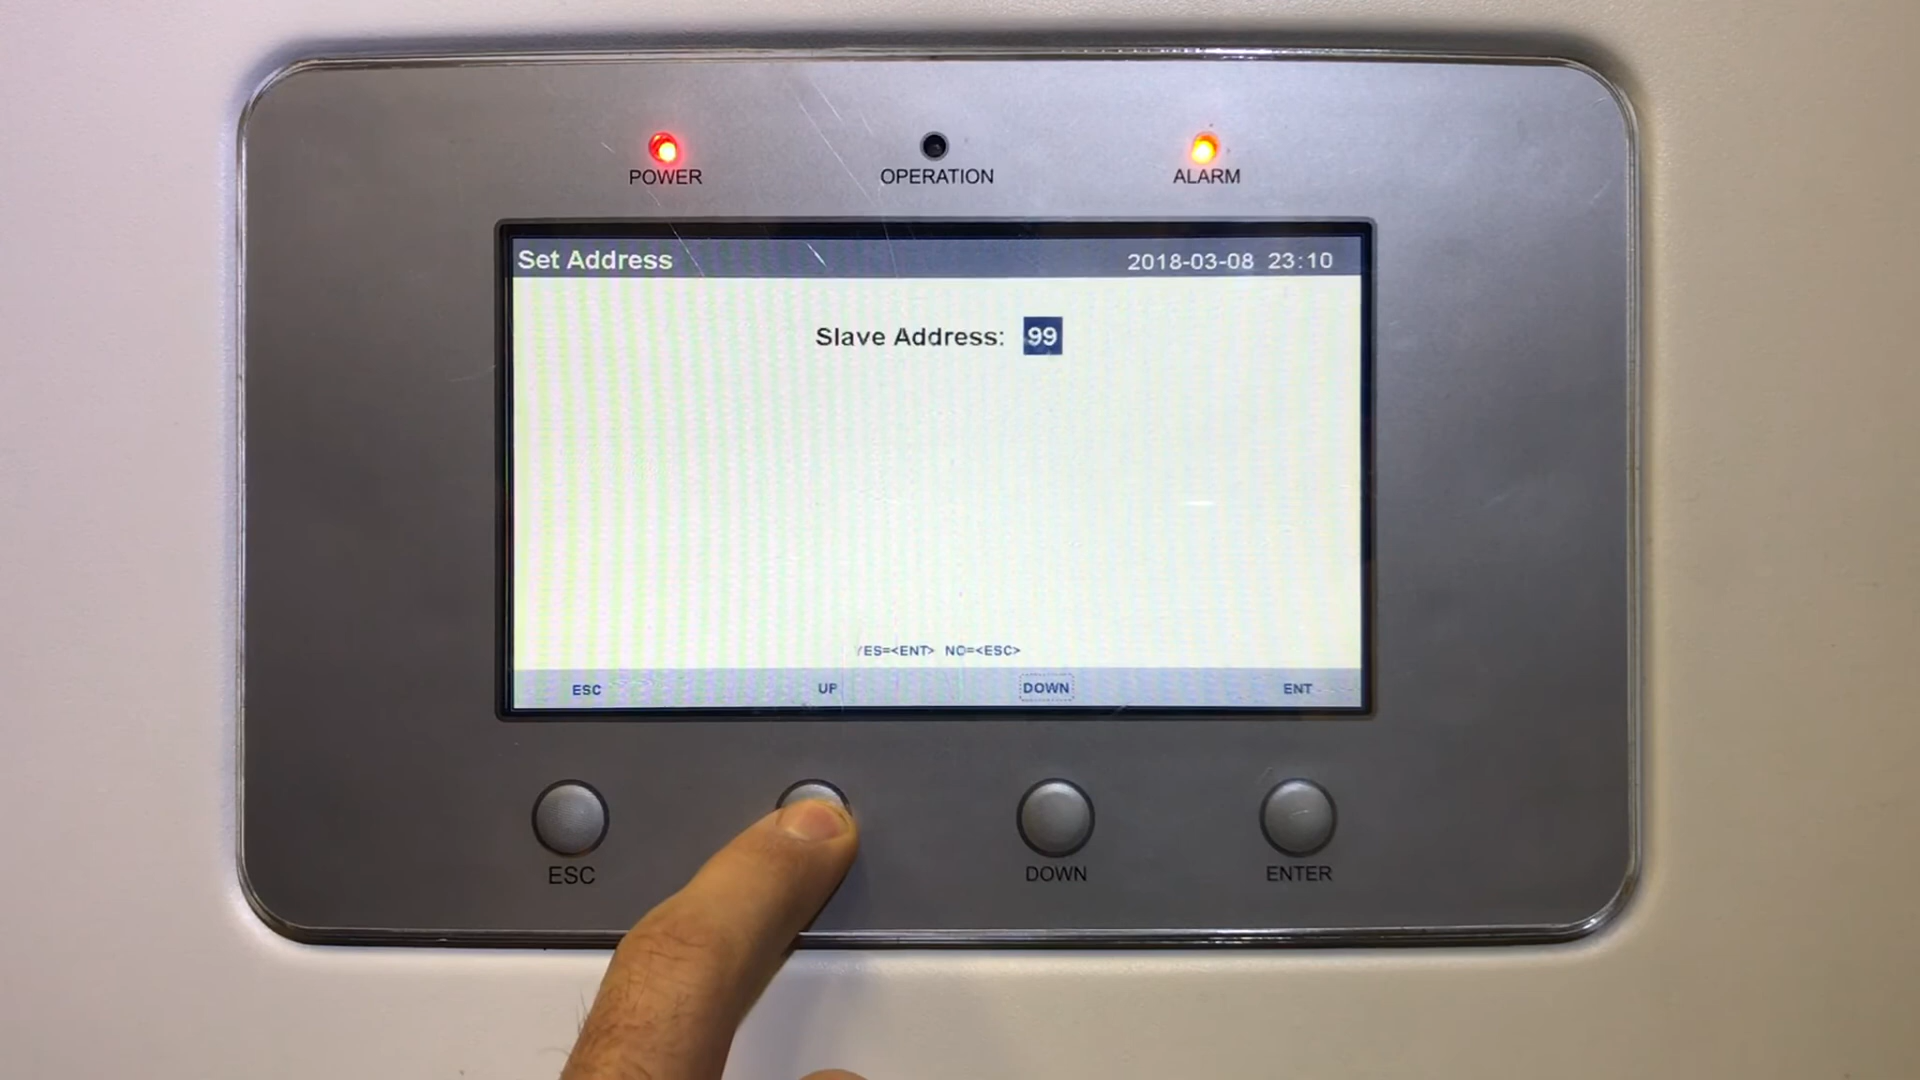 POWER OPERATION ALARM
Set Address 2018-03-08 23:10
Slave Address: 99
YES=<ENT> NO=<ESC>
ESC UP DOWN ENT
ESC DOWN ENTER